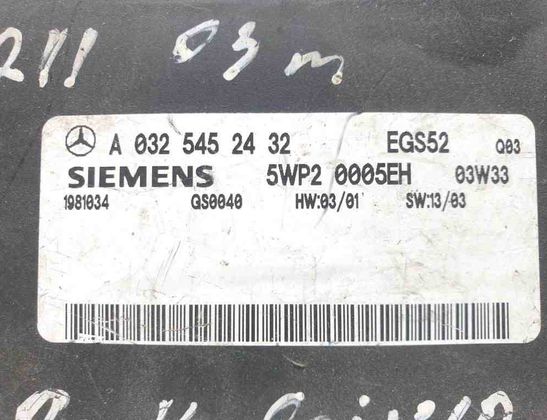 211 03m
A 032 545 24 32 EGS52 Q03
SIEMENS 5WP2 0005EH 03W33
1981034 QS0040 HW:03/01 SW:13/03